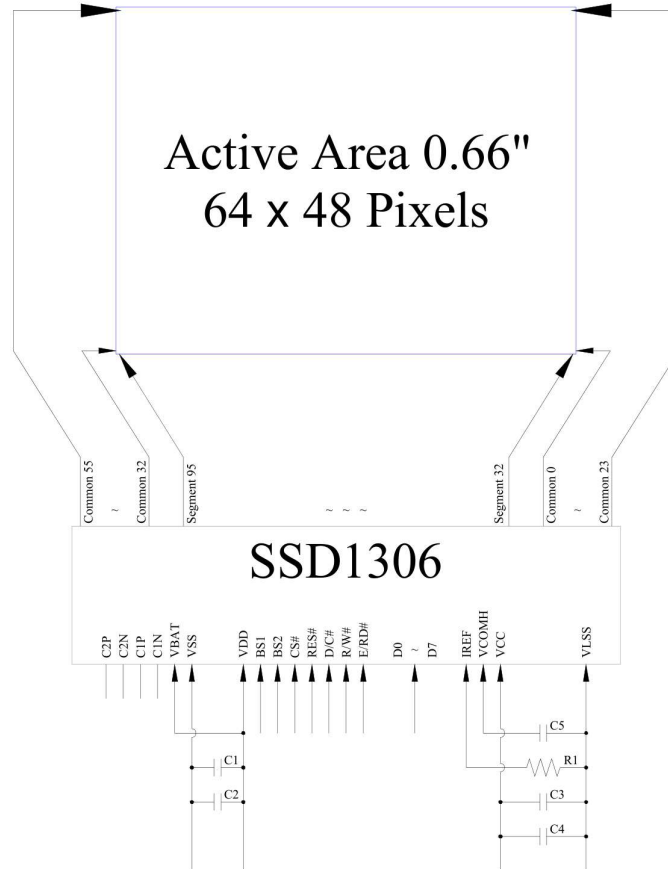 Active Area 0.66"
64 x 48 Pixels
Common 55
~
Common 32
Segment 95
~
~
~
Segment 32
Common 0
~
Common 23
SSD1306
C2P
C2N
C1P
C1N
VBAT
VSS
VDD
BS1
BS2
CS#
RES#
D/C#
R/W#
E/RD#
D0
~
D7
IREF
VCOMH
VCC
VLSS
C5
C1
R1
C2
C3
C4